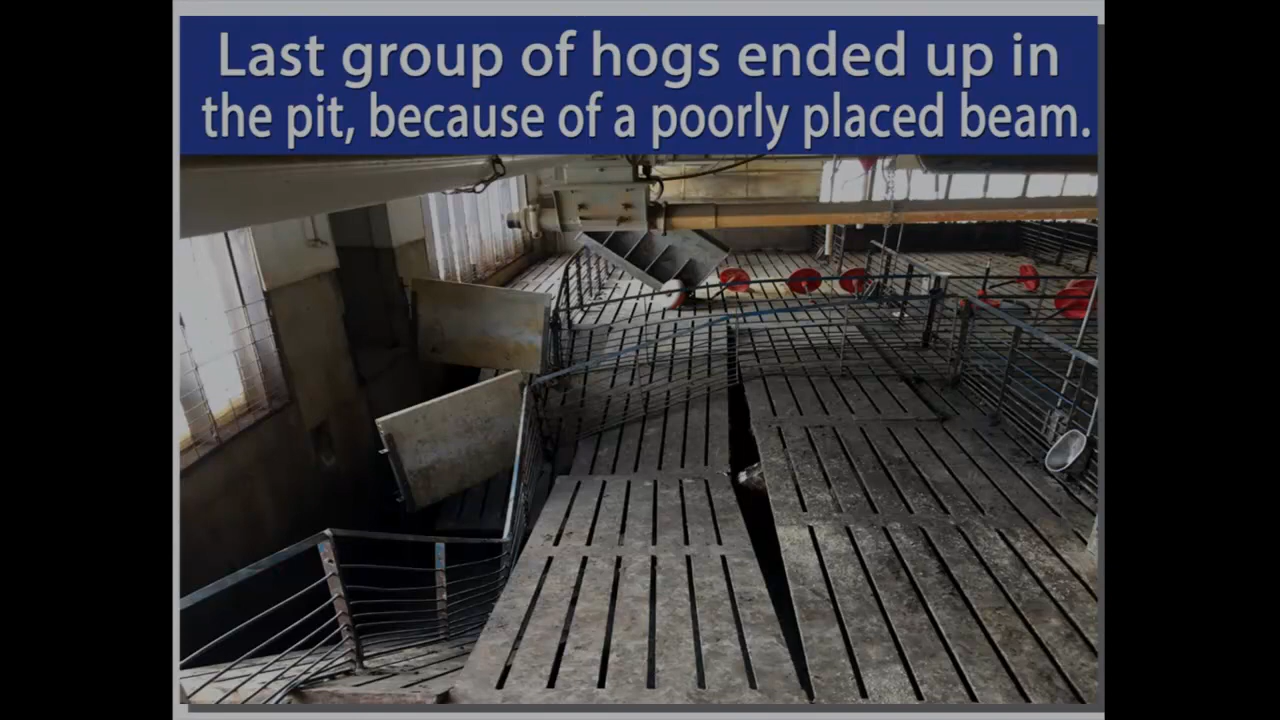 Last group of hogs ended up in
the pit, because of a poorly placed beam.